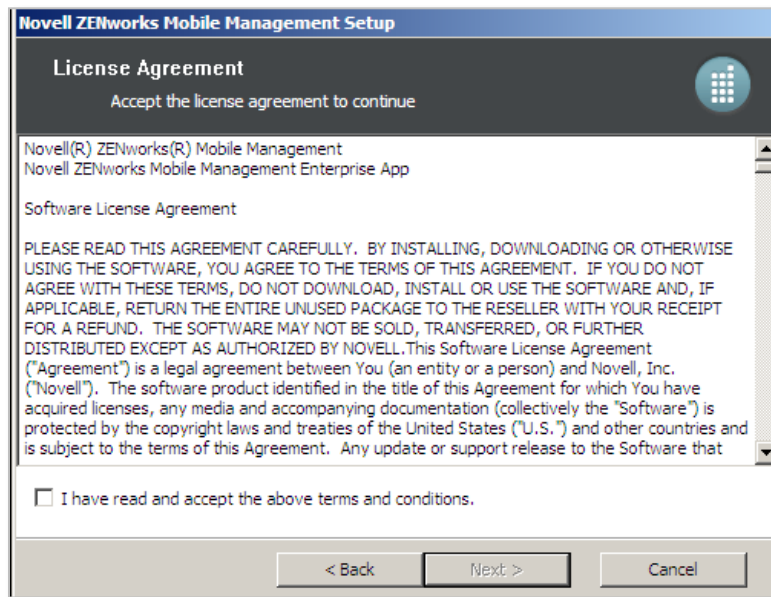 Novell ZENworks Mobile Management Setup
License Agreement
Accept the license agreement to continue
Novell(R) ZENworks(R) Mobile Management
Novell ZENworks Mobile Management Enterprise App
Software License Agreement
PLEASE READ THIS AGREEMENT CAREFULLY.  BY INSTALLING, DOWNLOADING OR OTHERWISE
USING THE SOFTWARE, YOU AGREE TO THE TERMS OF THIS AGREEMENT.  IF YOU DO NOT
AGREE WITH THESE TERMS, DO NOT DOWNLOAD, INSTALL OR USE THE SOFTWARE AND, IF
APPLICABLE, RETURN THE ENTIRE UNUSED PACKAGE TO THE RESELLER WITH YOUR RECEIPT
FOR A REFUND.  THE SOFTWARE MAY NOT BE SOLD, TRANSFERRED, OR FURTHER
DISTRIBUTED EXCEPT AS AUTHORIZED BY NOVELL.This Software License Agreement
("Agreement") is a legal agreement between You (an entity or a person) and Novell, Inc.
("Novell").  The software product identified in the title of this Agreement for which You have
acquired licenses, any media and accompanying documentation (collectively the "Software") is
protected by the copyright laws and treaties of the United States ("U.S.") and other countries and
is subject to the terms of this Agreement.  Any update or support release to the Software that
I have read and accept the above terms and conditions.
< Back
Next >
Cancel